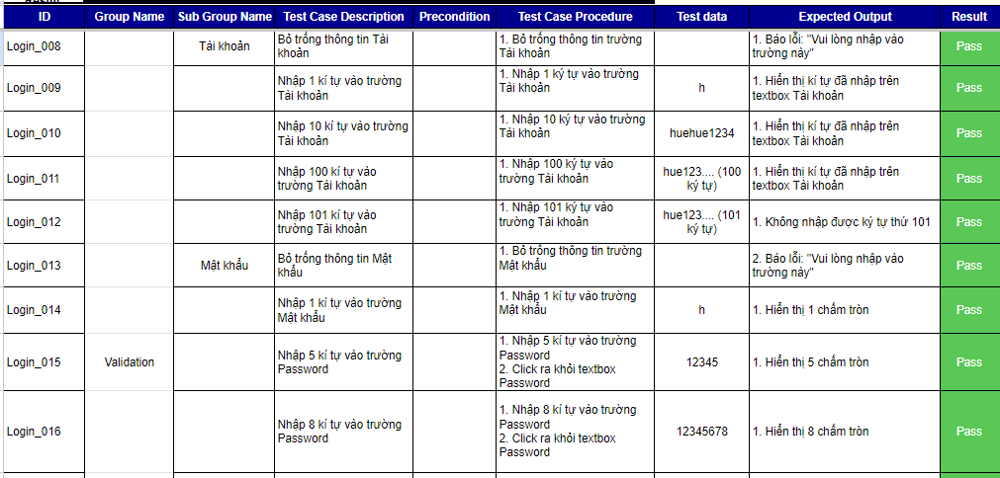 ID Group Name Sub Group Name Test Case Description Precondition Test Case Procedure Test data Expected Output Result
Login_008 Tài khoản Bỏ trống thông tin Tài khoản 1. Bỏ trống thông tin trường Tài khoản 1. Báo lỗi: "Vui lòng nhập vào trường này" Pass
Login_009 Nhập 1 kí tự vào trường Tài khoản 1. Nhập 1 ký tự vào trường Tài khoản h 1. Hiển thị kí tự đã nhập trên textbox Tài khoản Pass
Login_010 Nhập 10 kí tự vào trường Tài khoản 1. Nhập 10 ký tự vào trường Tài khoản huehue1234 1. Hiển thị kí tự đã nhập trên textbox Tài khoản Pass
Login_011 Nhập 100 kí tự vào trường Tài khoản 1. Nhập 100 ký tự vào trường Tài khoản hue123.... (100 ký tự) 1. Hiển thị kí tự đã nhập trên textbox Tài khoản Pass
Login_012 Nhập 101 kí tự vào trường Tài khoản 1. Nhập 101 ký tự vào trường Tài khoản hue123.... (101 ký tự) 1. Không nhập được ký tự thứ 101 Pass
Login_013 Mật khẩu Bỏ trống thông tin Mật khẩu 1. Bỏ trống thông tin trường Mật khẩu 2. Báo lỗi: "Vui lòng nhập vào trường này" Pass
Login_014 Nhập 1 kí tự vào trường Mật khẩu 1. Nhập 1 kí tự vào trường Mật khẩu h 1. Hiển thị 1 chấm tròn Pass
Login_015 Validation Nhập 5 kí tự vào trường Password 1. Nhập 5 kí tự vào trường Password 2. Click ra khỏi textbox Password 12345 1. Hiển thị 5 chấm tròn Pass
Login_016 Nhập 8 kí tự vào trường Password 1. Nhập 8 kí tự vào trường Password 2. Click ra khỏi textbox Password 12345678 1. Hiển thị 8 chấm tròn Pass